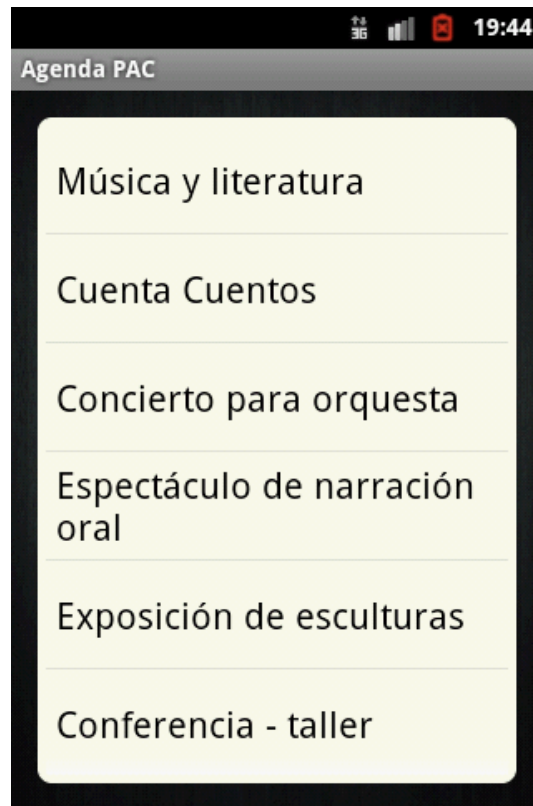 3G 19:44
Agenda PAC
Música y literatura
Cuenta Cuentos
Concierto para orquesta
Espectáculo de narración
oral
Exposición de esculturas
Conferencia - taller